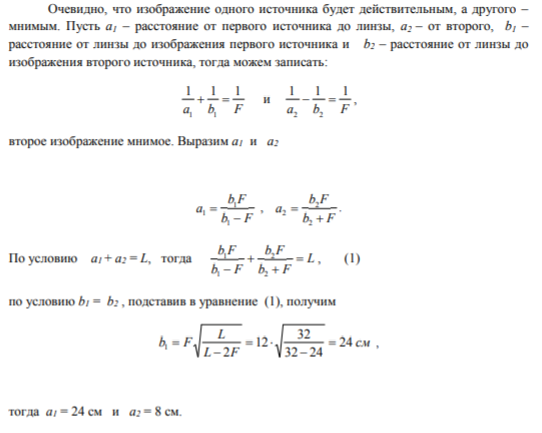 Очевидно, что изображение одного источника будет действительным, а другого –
мнимым. Пусть a₁ – расстояние от первого источника до линзы, a₂ – от второго, b₁ –
расстояние от линзы до изображения первого источника и b₂ – расстояние от линзы до
изображения второго источника, тогда можем записать:
1/a₁ + 1/b₁ = 1/F и 1/a₂ − 1/b₂ = 1/F,
второе изображение мнимое. Выразим a₁ и a₂
a₁ = b₁F/(b₁ − F), a₂ = b₂F/(b₂ + F).
По условию a₁ + a₂ = L, тогда b₁F/(b₁ − F) + b₂F/(b₂ + F) = L, (1)
по условию b₁ = b₂, подставив в уравнение (1), получим
b₁ = F√(L/(L − 2F)) = 12·√(32/(32 − 24)) = 24 см,
тогда a₁ = 24 см и a₂ = 8 см.